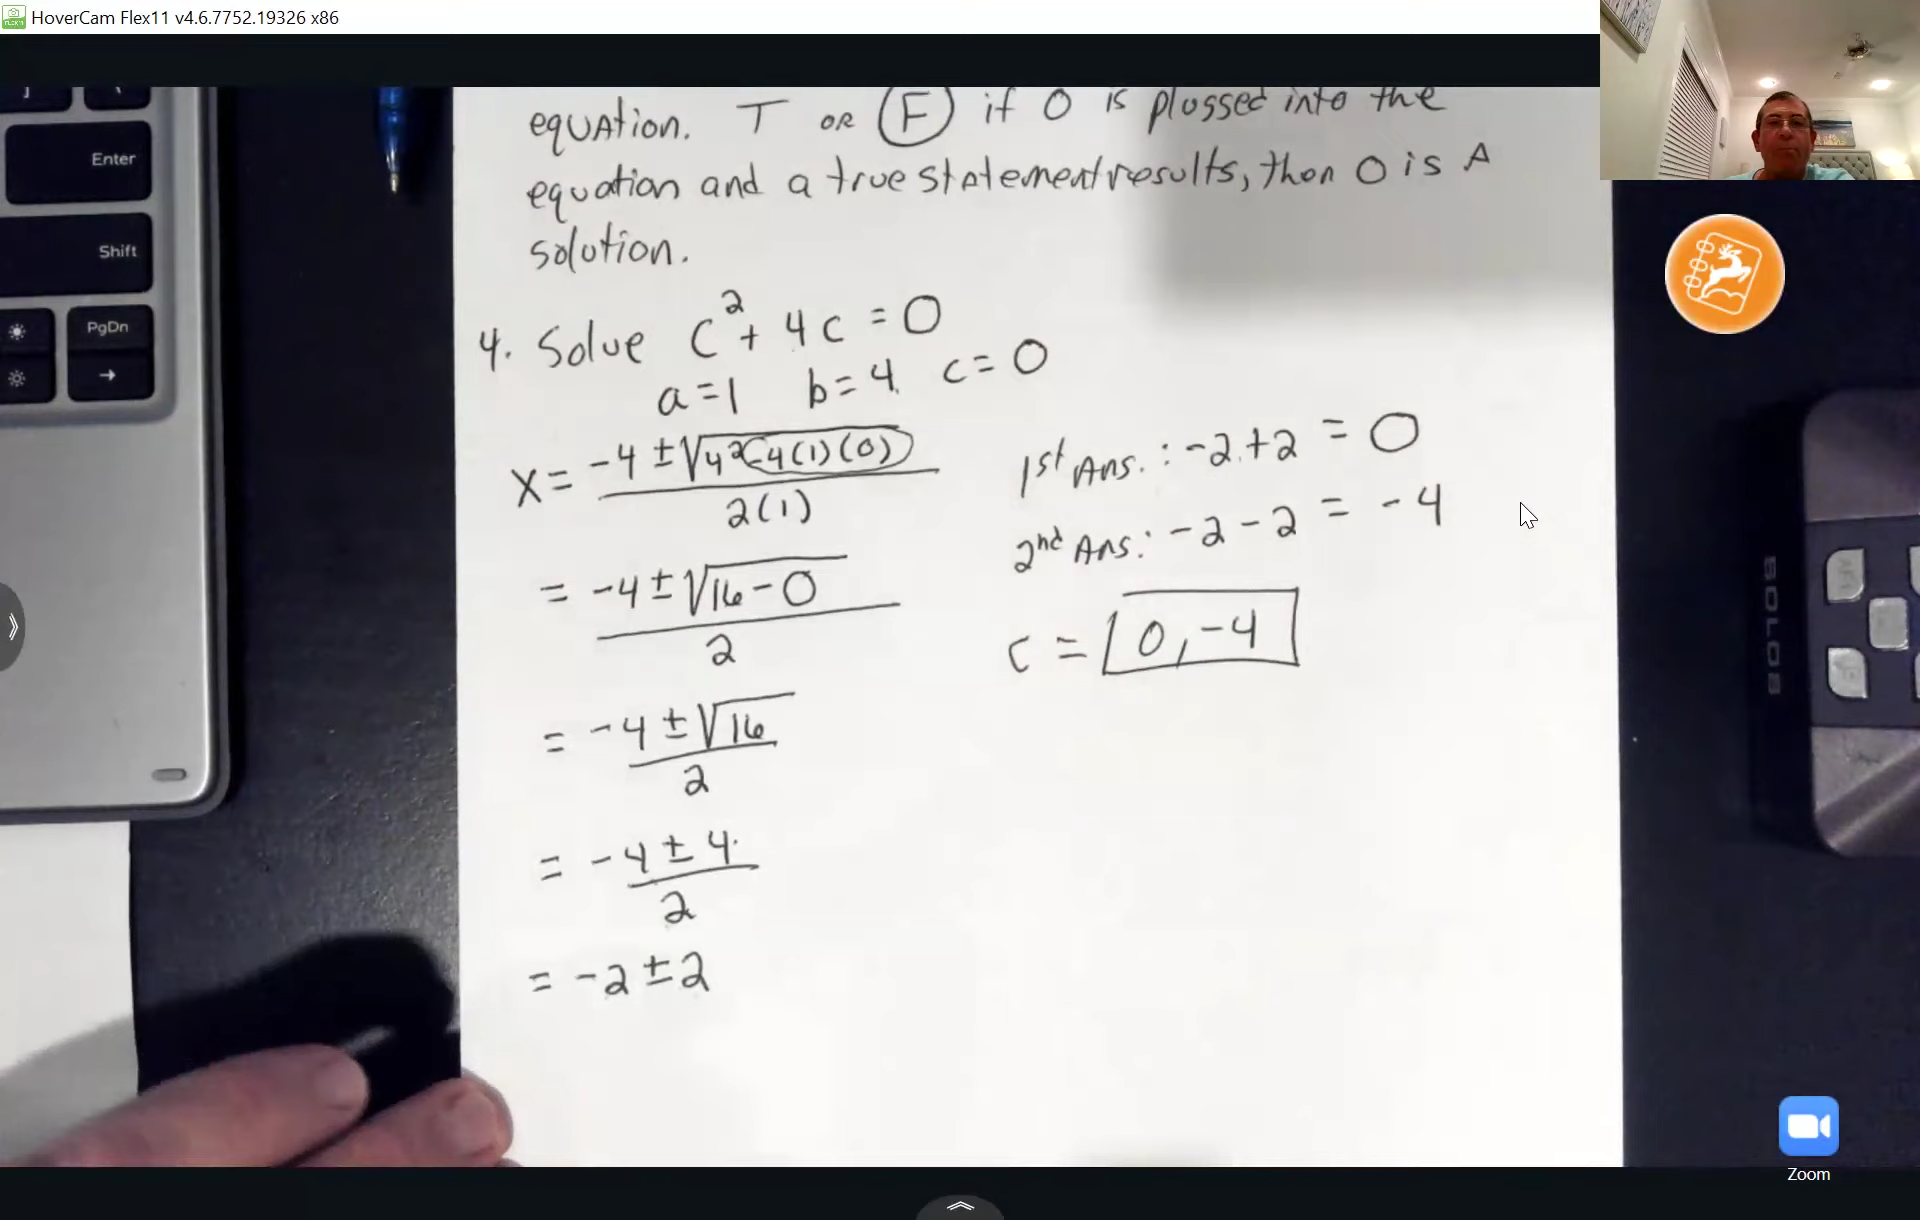 HoverCam Flex11 v4.6.7752.19326 x86
equation. T OR F if 0 is plugged into the
equation and a true statement results, then 0 is A
solution.
4. Solve c² + 4c = 0
a = 1 b = 4 c = 0
x = -4 ± √4² - 4(1)(0)
2(1)
= -4 ± √16 - 0
2
= -4 ± √16
2
= -4 ± 4
2
= -2 ± 2
1st Ans. : -2 + 2 = 0
2nd Ans. : -2 - 2 = -4
c = 0, -4
Enter
Shift
PgDn
Zoom